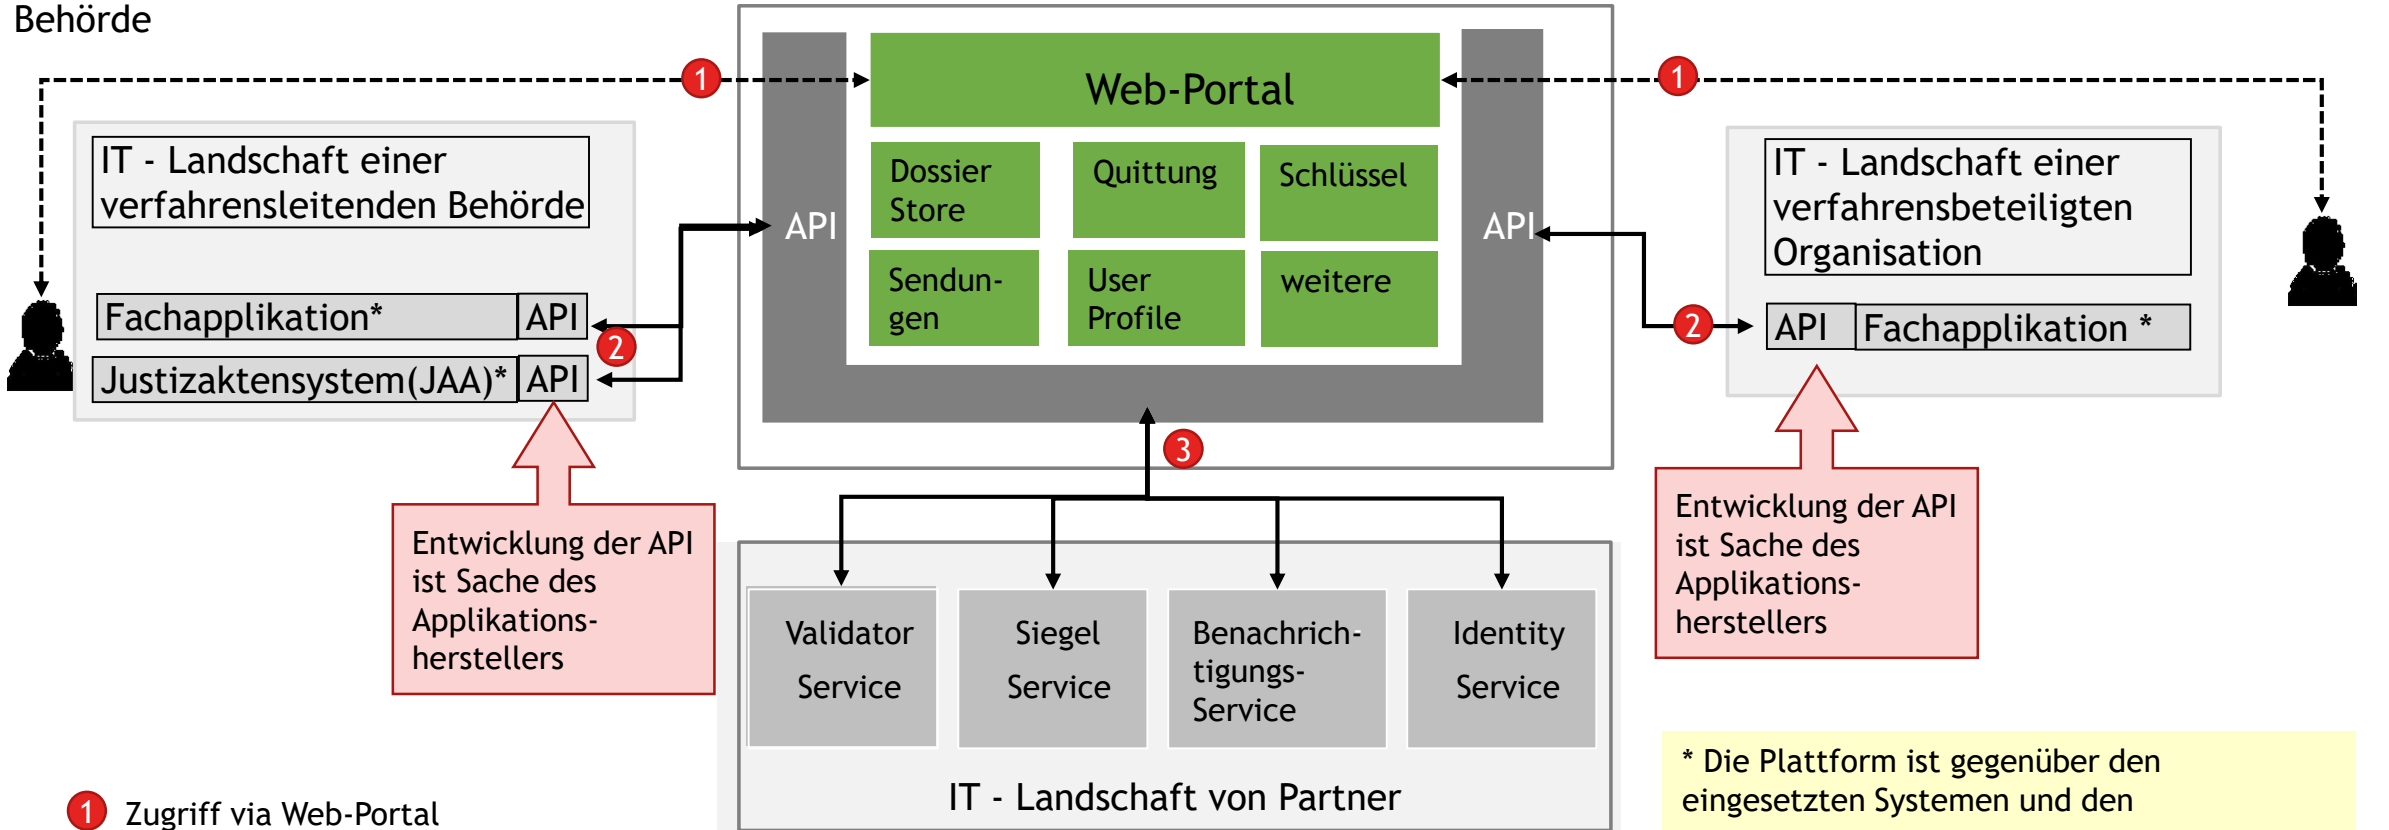 Behörde
1
1
Web-Portal
API
API
Dossier
Store
Quittung
Schlüssel
Sendun-
gen
User
Profile
weitere
IT - Landschaft einer
verfahrensleitenden Behörde
Fachapplikation*
API
2
Justizaktensystem(JAA)*
API
IT - Landschaft einer
verfahrensbeteiligten
Organisation
2
API
Fachapplikation *
3
Entwicklung der API
ist Sache des
Applikations-
herstellers
Entwicklung der API
ist Sache des
Applikations-
herstellers
Validator
Service
Siegel
Service
Benachrich-
tigungs-
Service
Identity
Service
IT - Landschaft von Partner
* Die Plattform ist gegenüber den
eingesetzten Systemen und den
1 Zugriff via Web-Portal